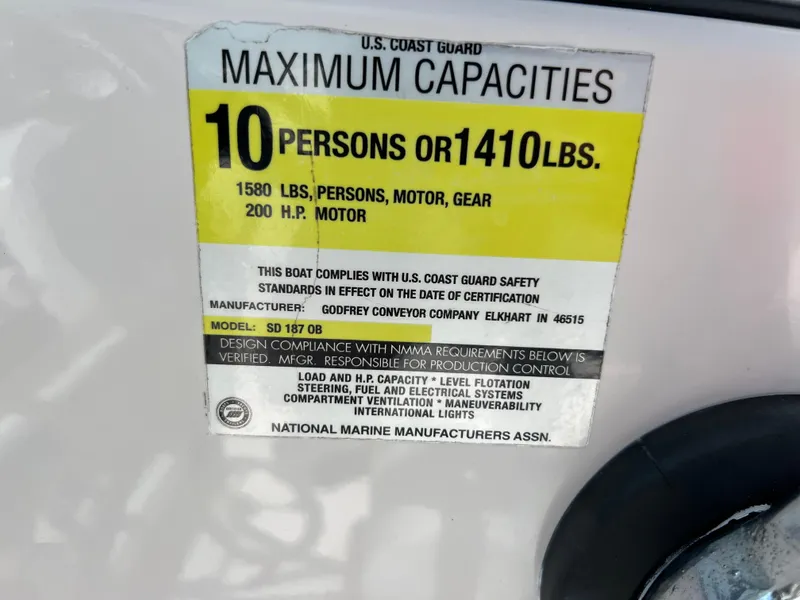 U.S. COAST GUARD
MAXIMUM CAPACITIES
10 PERSONS OR 1410 LBS.
1580 LBS, PERSONS, MOTOR, GEAR
200 H.P. MOTOR
THIS BOAT COMPLIES WITH U.S. COAST GUARD SAFETY
STANDARDS IN EFFECT ON THE DATE OF CERTIFICATION
MANUFACTURER: GODFREY CONVEYOR COMPANY ELKHART IN 46515
MODEL: SD 187 OB
DESIGN COMPLIANCE WITH NMMA REQUIREMENTS BELOW IS
VERIFIED. MFGR. RESPONSIBLE FOR PRODUCTION CONTROL
LOAD AND H.P. CAPACITY * LEVEL FLOTATION
STEERING, FUEL AND ELECTRICAL SYSTEMS
COMPARTMENT VENTILATION * MANEUVERABILITY
INTERNATIONAL LIGHTS
NATIONAL MARINE MANUFACTURERS ASSN.